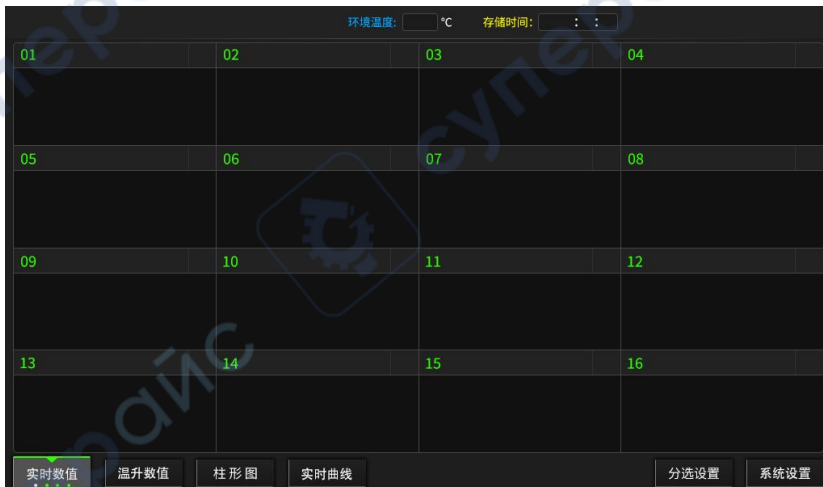 环境温度: ℃ 存储时间: : :
01 02 03 04
05 06 07 08
09 10 11 12
13 14 15 16
实时数值 温升数值 柱形图 实时曲线 分选设置 系统设置